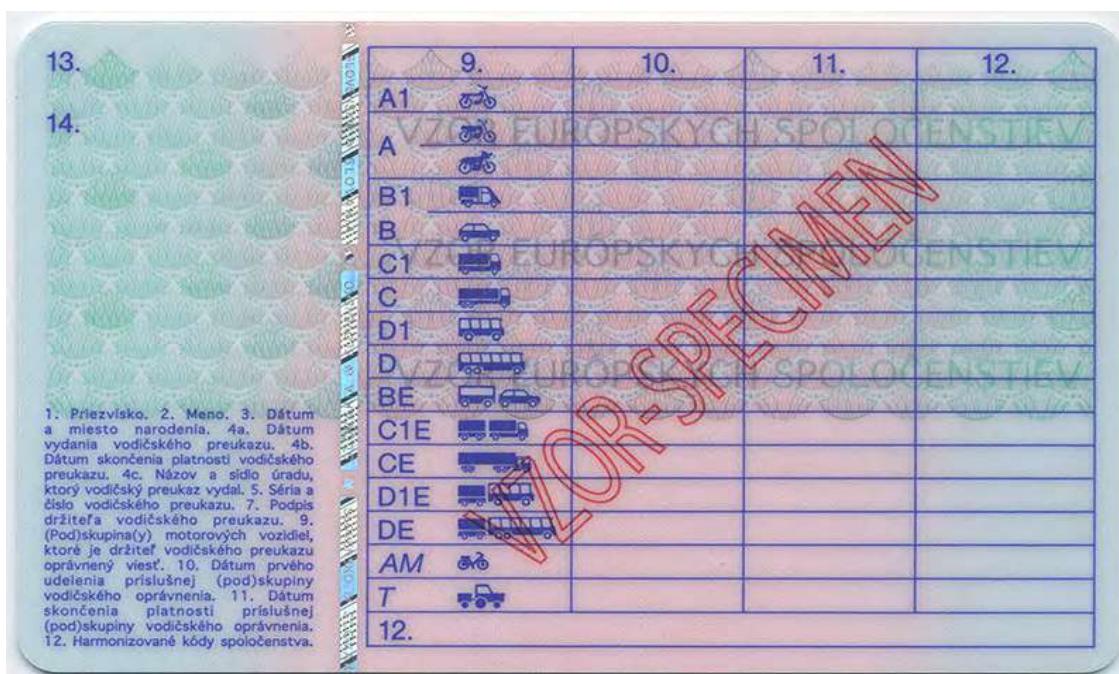 13.
14.
1. Priezvisko. 2. Meno. 3. Dátum
a miesto narodenia. 4a. Dátum
vydania vodičského preukazu. 4b.
Dátum skončenia platnosti vodičského
preukazu. 4c. Názov a sídlo úradu,
ktorý vodičský preukaz vydal. 5. Séria a
číslo vodičského preukazu. 7. Podpis
držiteľa vodičského preukazu. 9.
(Pod)skupina(y) motorových vozidiel,
ktoré je držiteľ vodičského preukazu
oprávnený viesť. 10. Dátum prvého
udelenia príslušnej (pod)skupiny
vodičského oprávnenia. 11. Dátum
skončenia platnosti príslušnej
(pod)skupiny vodičského oprávnenia.
12. Harmonizované kódy spoločenstva.
9. 10. 11. 12.
A1
A
B1
B
C1
C
D1
D
BE
C1E
CE
D1E
DE
AM
T
12.
VZOR EURÓPSKYCH SPOLOČENSTIEV
VZOR EURÓPSKYCH SPOLOČENSTIEV
VZOR EURÓPSKYCH SPOLOČENSTIEV
VZOR-SPECIMEN